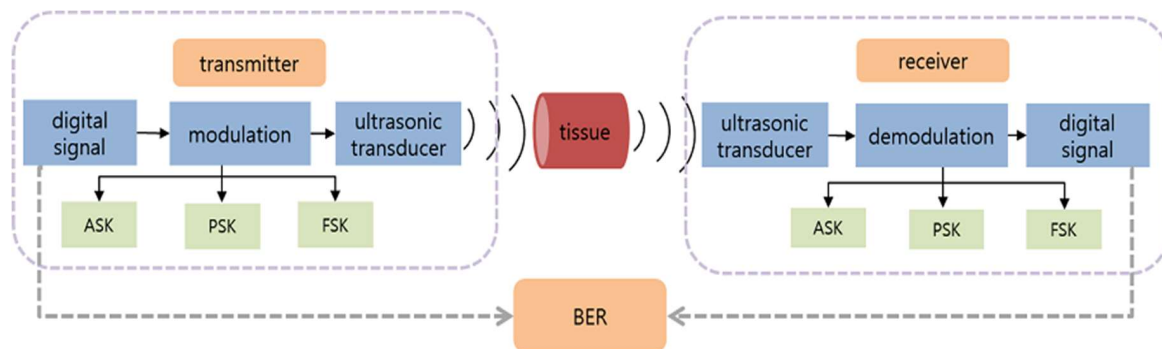 transmitter
receiver
digital
signal
modulation
ultrasonic
transducer
tissue
ultrasonic
transducer
demodulation
digital
signal
ASK
PSK
FSK
ASK
PSK
FSK
BER